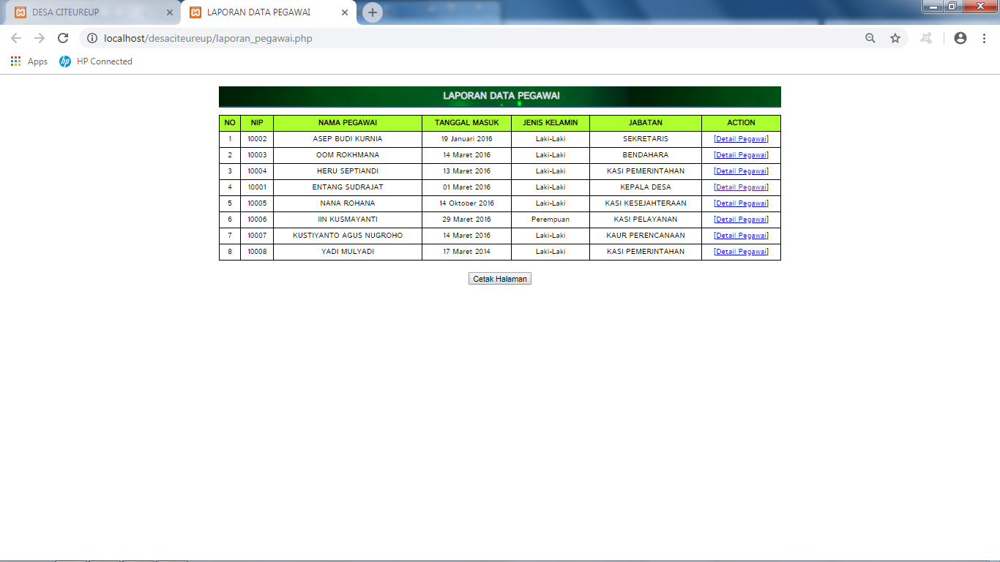 DESA CITEUREUP
LAPORAN DATA PEGAWAI
localhost/desaciteureup/laporan_pegawai.php
Apps
hp HP Connected
LAPORAN DATA PEGAWAI
NO NIP NAMA PEGAWAI TANGGAL MASUK JENIS KELAMIN JABATAN ACTION
1 10002 ASEP BUDI KURNIA 19 Januari 2016 Laki-Laki SEKRETARIS [Detail Pegawai]
2 10003 OOM ROKHMANA 14 Maret 2016 Laki-Laki BENDAHARA [Detail Pegawai]
3 10004 HERU SEPTIANDI 13 Maret 2016 Laki-Laki KASI PEMERINTAHAN [Detail Pegawai]
4 10001 ENTANG SUDRAJAT 01 Maret 2016 Laki-Laki KEPALA DESA [Detail Pegawai]
5 10005 NANA ROHANA 14 Oktober 2016 Laki-Laki KASI KESEJAHTERAAN [Detail Pegawai]
6 10006 IIN KUSMAYANTI 29 Maret 2016 Perempuan KASI PELAYANAN [Detail Pegawai]
7 10007 KUSTIYANTO AGUS NUGROHO 14 Maret 2016 Laki-Laki KAUR PERENCANAAN [Detail Pegawai]
8 10008 YADI MULYADI 17 Maret 2014 Laki-Laki KASI PEMERINTAHAN [Detail Pegawai]
Cetak Halaman